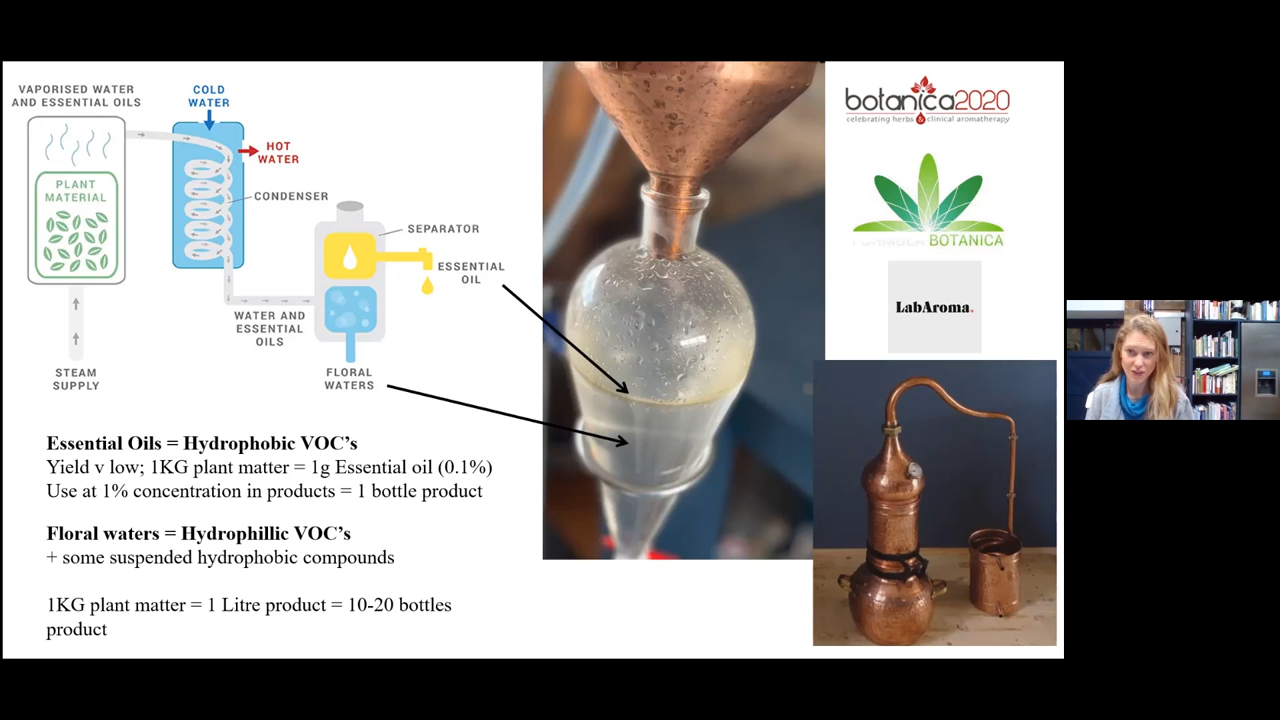 VAPORISED WATER
AND ESSENTIAL OILS
COLD
WATER
HOT
WATER
PLANT
MATERIAL
CONDENSER
SEPARATOR
ESSENTIAL
OIL
WATER AND
ESSENTIAL
OILS
STEAM
SUPPLY
FLORAL
WATERS
Essential Oils = Hydrophobic VOC's
Yield v low; 1KG plant matter = 1g Essential oil (0.1%)
Use at 1% concentration in products = 1 bottle product
Floral waters = Hydrophillic VOC's
+ some suspended hydrophobic compounds
1KG plant matter = 1 Litre product = 10-20 bottles
product
botanica2020
celebrating herbs & clinical aromatherapy
FORMULA BOTANICA
LabAroma.